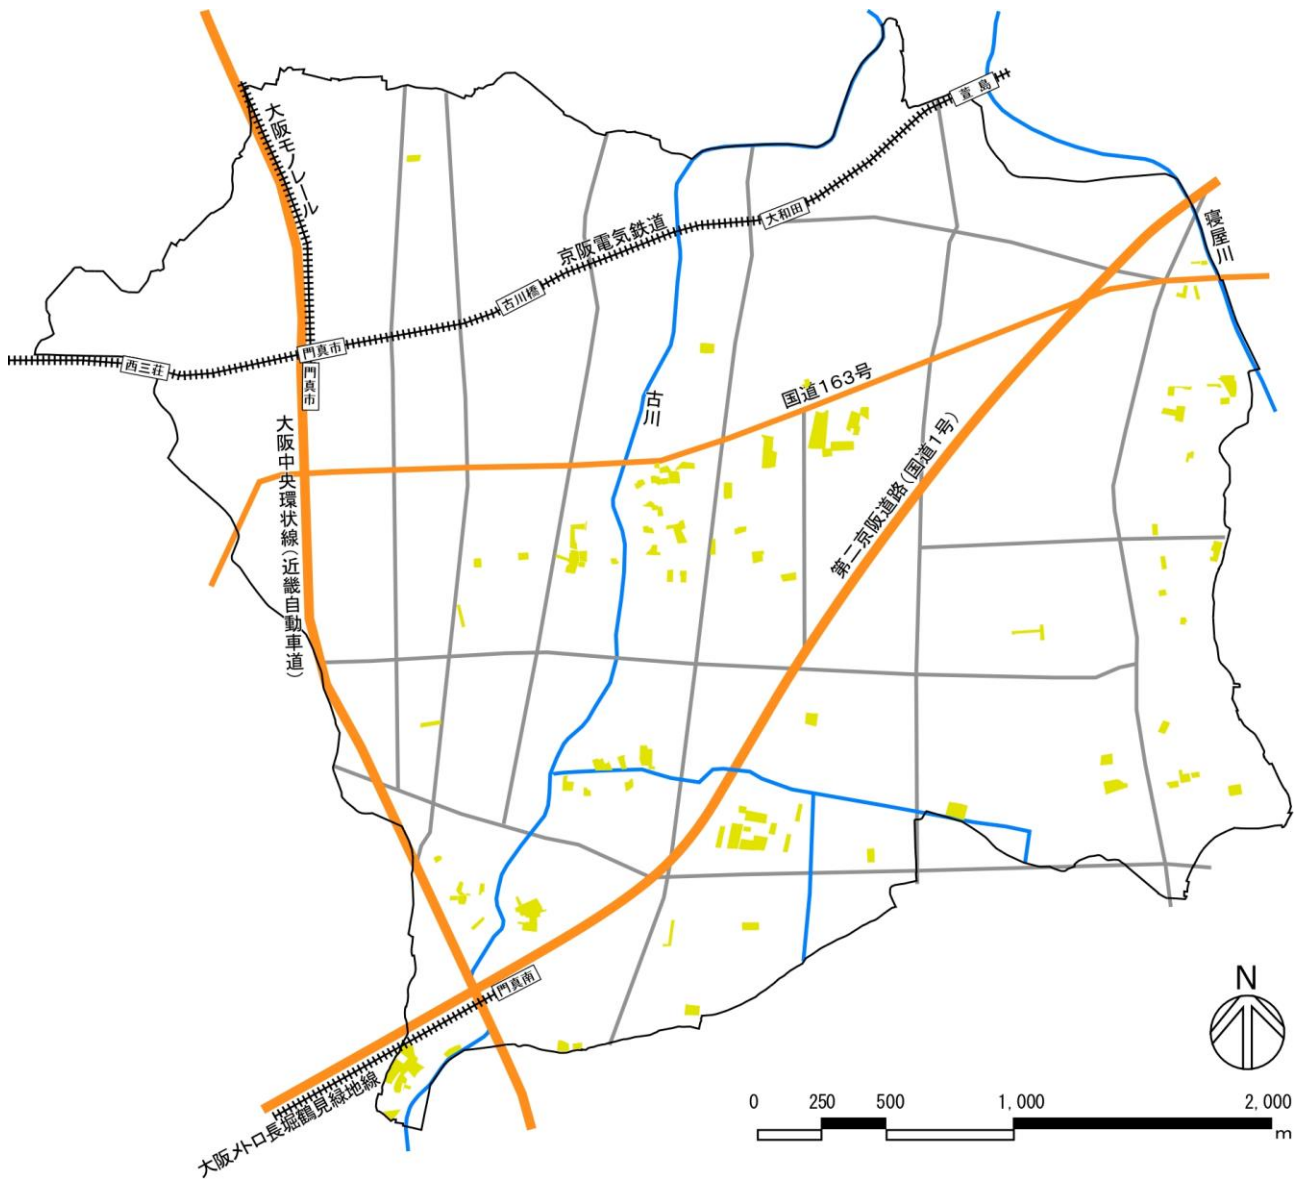 萱島
大阪モノレール
大和田
寝屋川
京阪電気鉄道
古川橋
門真市
西三荘
門真市
国道163号
古川
大阪中央環状線(近畿自動車道)
第二京阪道路(国道1号)
N
門真南
大阪メトロ長堀鶴見緑地線
0 250 500 1,000 2,000
m